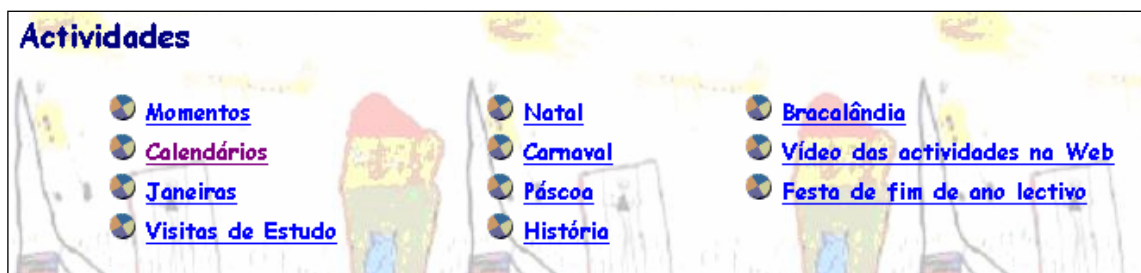 Actividades
Momentos
Calendários
Janeiras
Visitas de Estudo
Natal
Carnaval
Páscoa
História
Bracalândia
Vídeo das actividades na Web
Festa de fim de ano lectivo